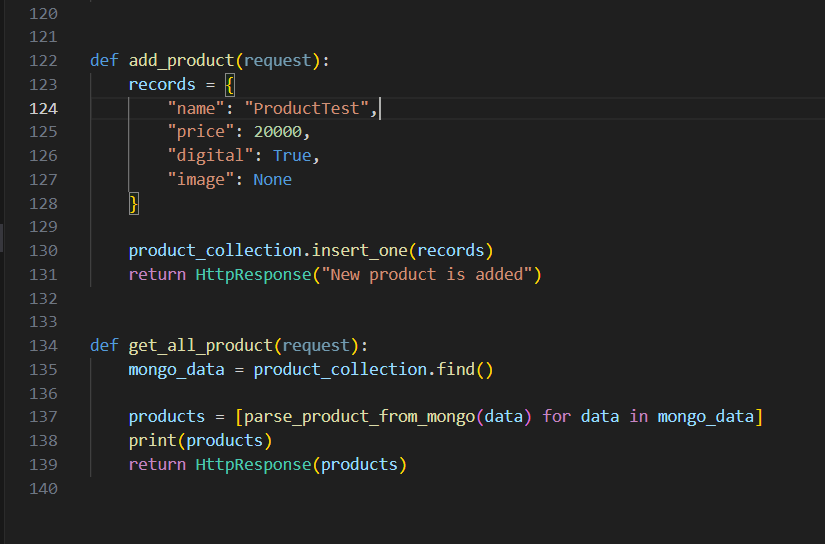 120
121
122 def add_product(request):
123     records = {
124         "name": "ProductTest",
125         "price": 20000,
126         "digital": True,
127         "image": None
128     }
129
130     product_collection.insert_one(records)
131     return HttpResponse("New product is added")
132
133
134 def get_all_product(request):
135     mongo_data = product_collection.find()
136
137     products = [parse_product_from_mongo(data) for data in mongo_data]
138     print(products)
139     return HttpResponse(products)
140